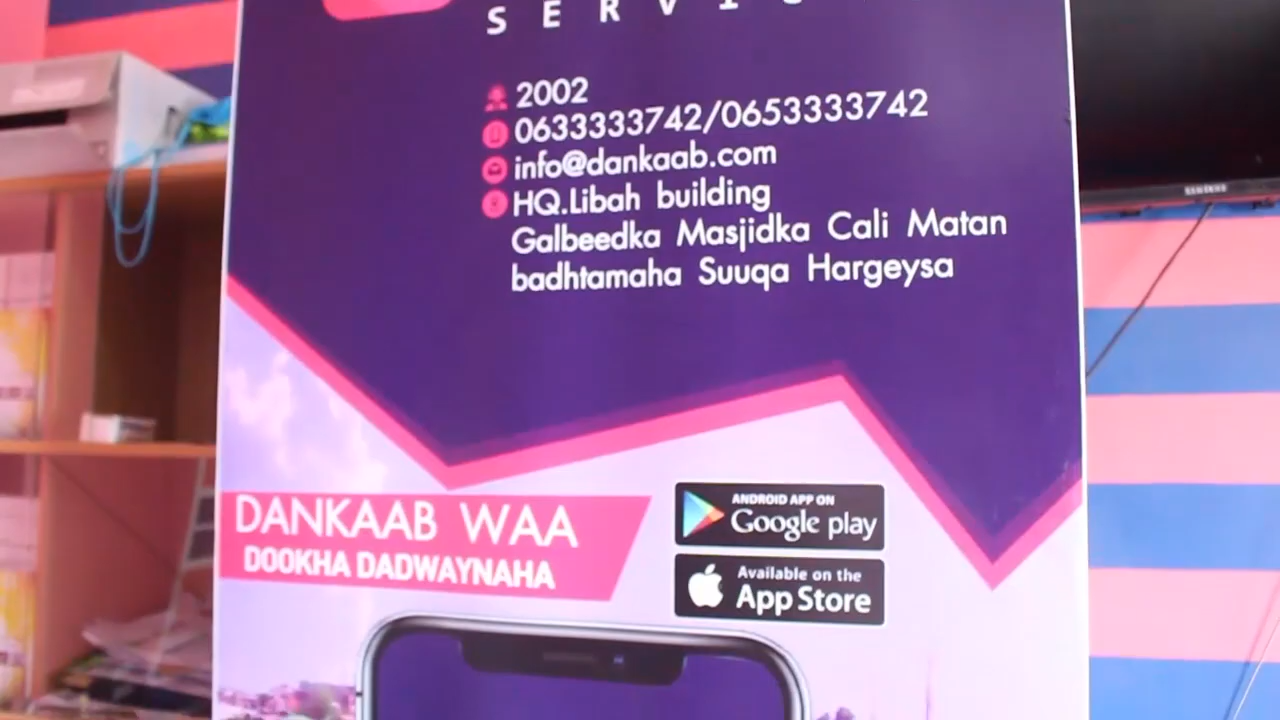 2002
0633333742/0653333742
info@dankaab.com
HQ.Libah building
Galbeedka Masjidka Cali Matan
badhtamaha Suuqa Hargeysa
DANKAAB WAA
DOOKHA DADWAYNAHA
ANDROID APP ON
Google play
Available on the
App Store
SAMSUNG